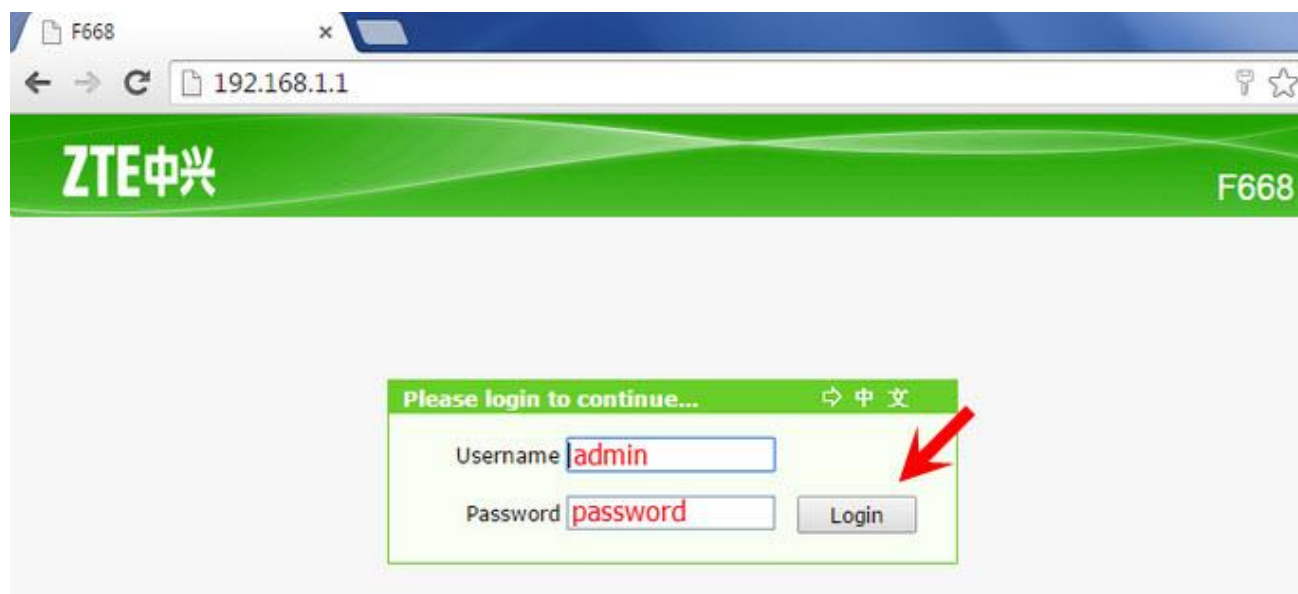 F668
192.168.1.1
ZTE中兴
F668
Please login to continue... 中文
Username admin
Password password Login